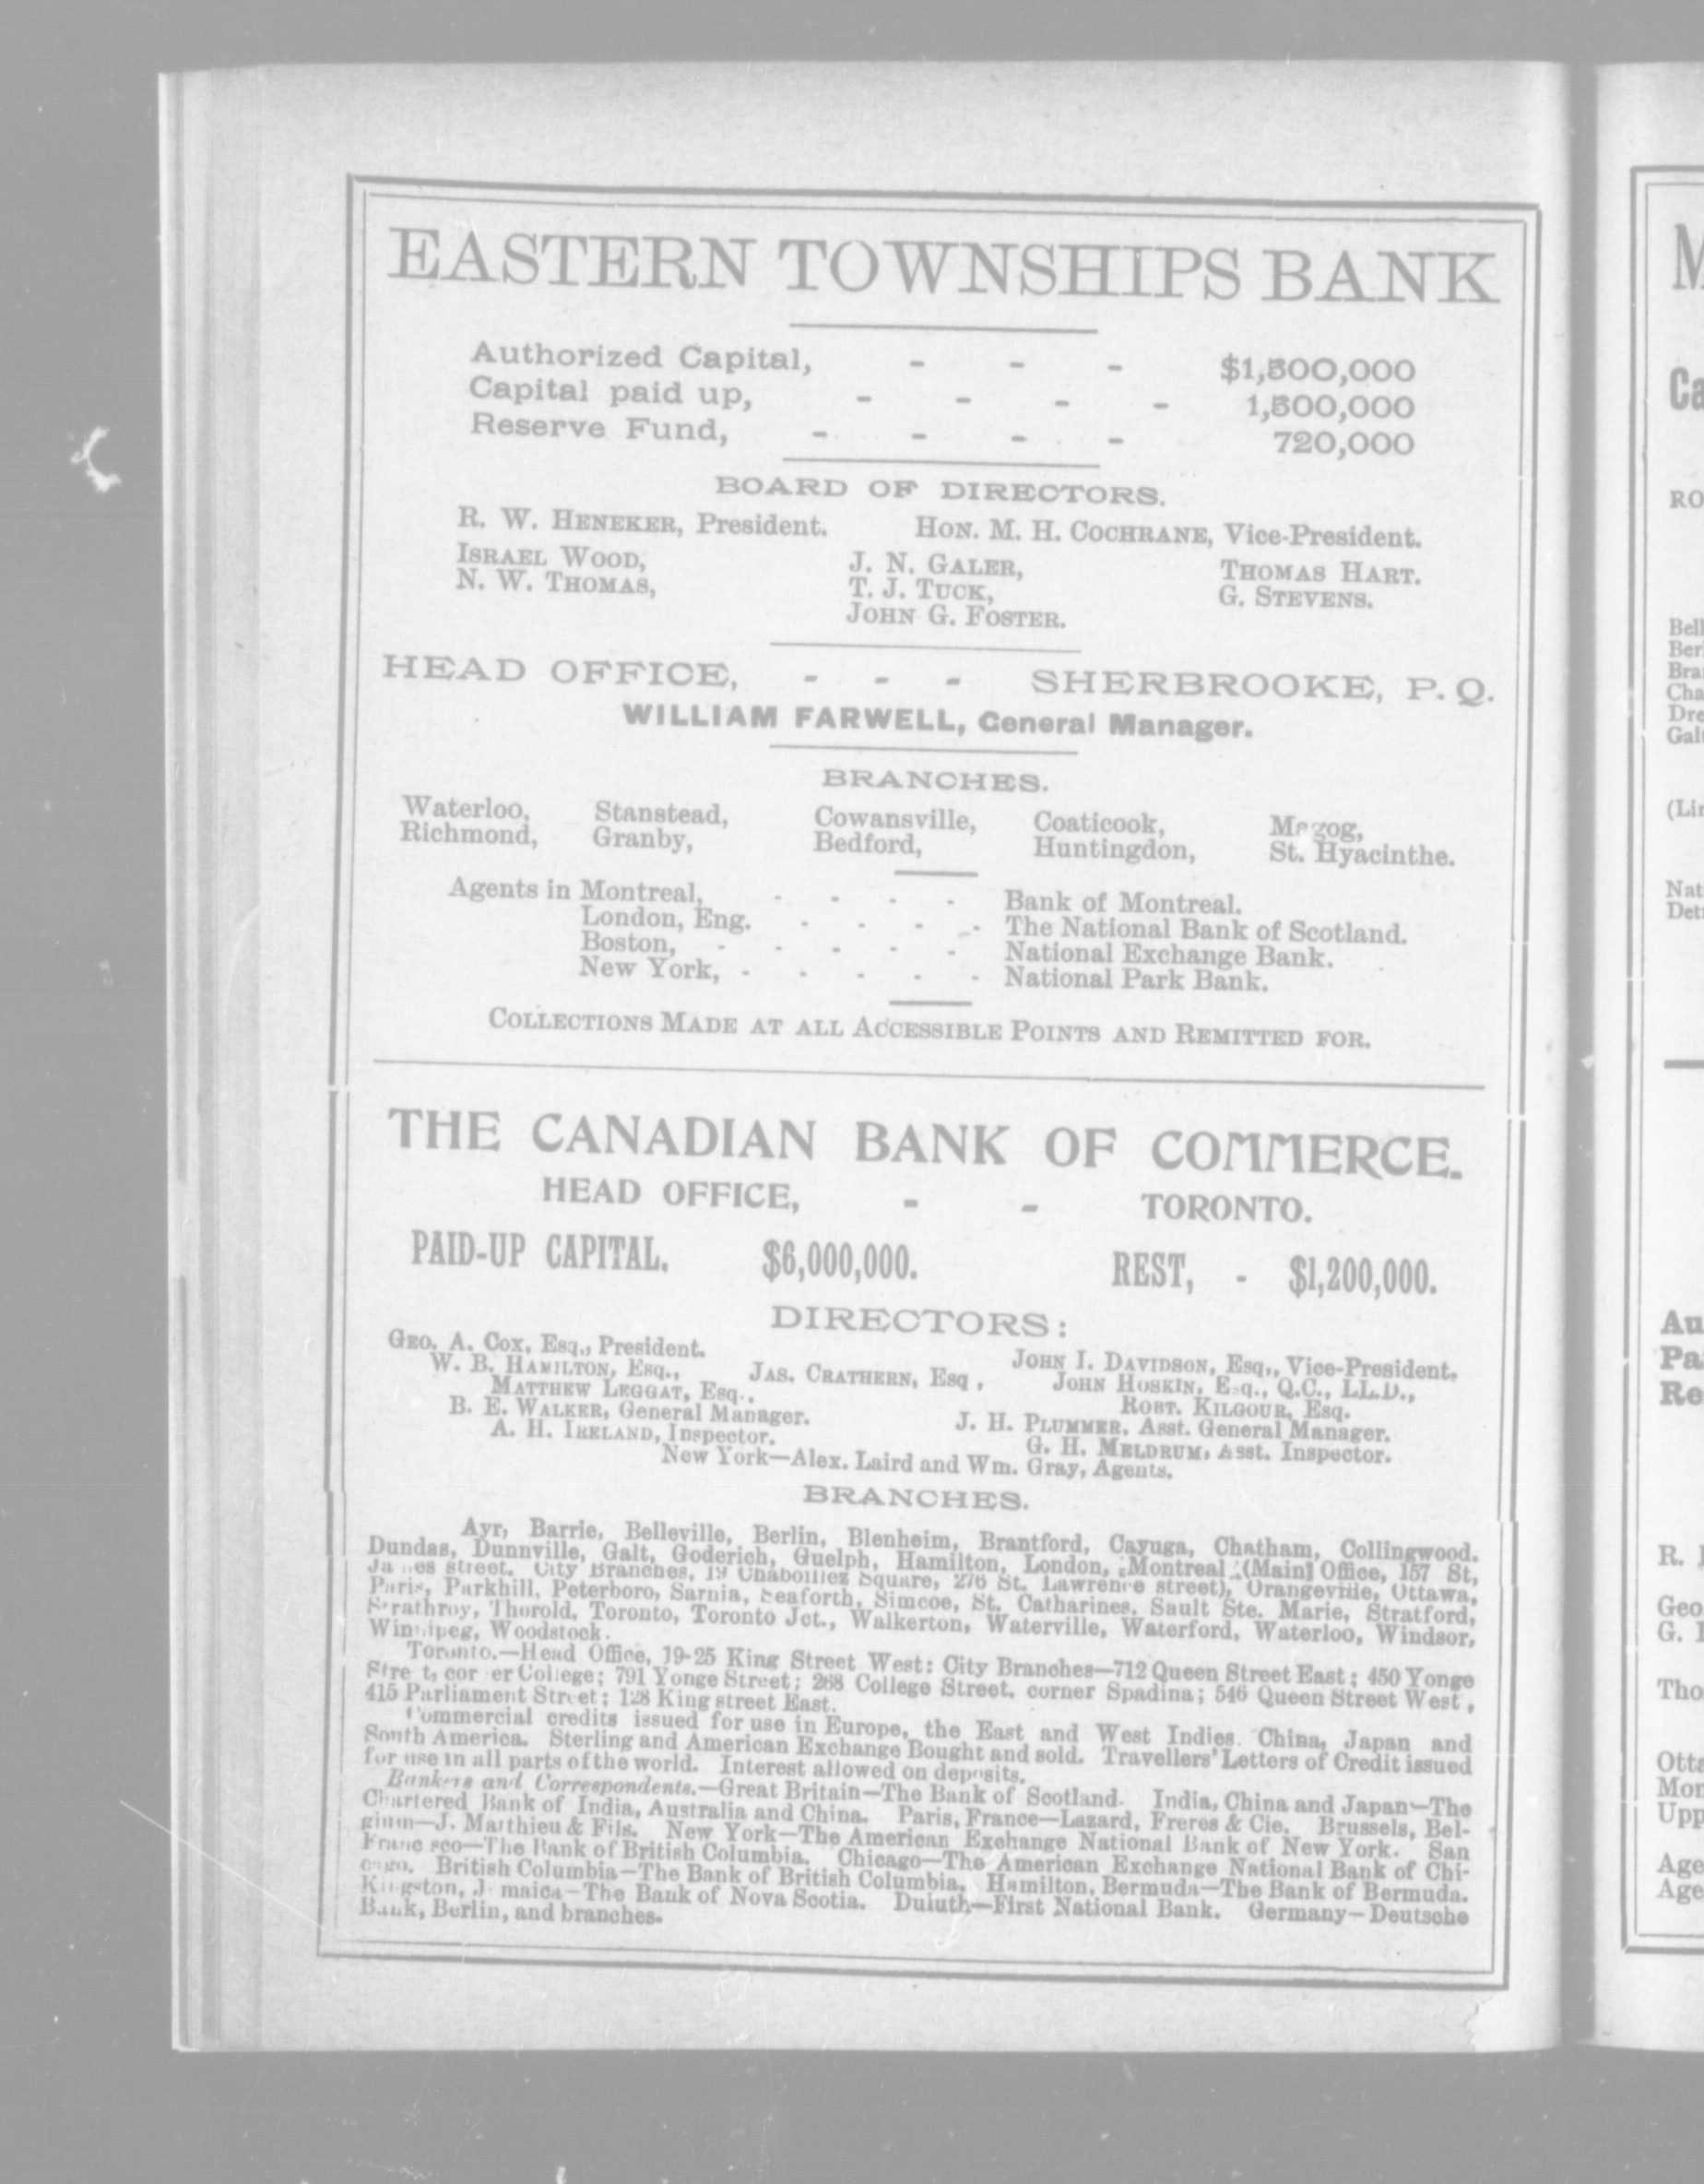 EASTERN TOWNSHIPS BANK
Authorized Capital, - - - $1,500,000
Capital paid up, - - - - 1,500,000
Reserve Fund, - - - - 720,000
BOARD OF DIRECTORS.
R. W. HENEKER, President. HON. M. H. COCHRANE, Vice-President.
ISRAEL WOOD, J. N. GALER, THOMAS HART.
N. W. THOMAS, T. J. TUCK, G. STEVENS.
JOHN G. FOSTER.
HEAD OFFICE, - - - SHERBROOKE, P. Q.
WILLIAM FARWELL, General Manager.
BRANCHES.
Waterloo, Stanstead, Cowansville, Coaticook, Magog,
Richmond, Granby, Bedford, Huntingdon, St. Hyacinthe.
Agents in Montreal, - - - - Bank of Montreal.
London, Eng. - - - - The National Bank of Scotland.
Boston, - - - - - National Exchange Bank.
New York, - - - - - National Park Bank.
COLLECTIONS MADE AT ALL ACCESSIBLE POINTS AND REMITTED FOR.
THE CANADIAN BANK OF COMMERCE.
HEAD OFFICE, - - TORONTO.
PAID-UP CAPITAL. $6,000,000. REST, - $1,200,000.
DIRECTORS:
GEO. A. COX, Esq., President. JOHN I. DAVIDSON, Esq., Vice-President.
W. B. HAMILTON, Esq., JAS. CRATHERN, Esq, JOHN HOSKIN, Esq., Q.C., LL.D.,
MATTHEW LEGGAT, Esq., ROBT. KILGOUR, Esq.
B. E. WALKER, General Manager. J. H. PLUMMER, Asst. General Manager.
A. H. IRELAND, Inspector. G. H. MELDRUM, Asst. Inspector.
New York—Alex. Laird and Wm. Gray, Agents.
BRANCHES.
Ayr, Barrie, Belleville, Berlin, Blenheim, Brantford, Cayuga, Chatham, Collingwood.
Dundas, Dunnville, Galt, Goderich, Guelph, Hamilton, London, Montreal (Main Office, 157 St,
James street. City Branches, 19 Chaboillez Square, 276 St. Lawrence street), Orangeville, Ottawa,
Paris, Parkhill, Peterboro, Sarnia, Seaforth, Simcoe, St. Catharines, Sault Ste. Marie, Stratford,
Strathroy, Thorold, Toronto, Toronto Jct., Walkerton, Waterville, Waterford, Waterloo, Windsor,
Winnipeg, Woodstock.
Toronto.—Head Office, 19-25 King Street West: City Branches—712 Queen Street East; 450 Yonge
Street, corner College; 791 Yonge Street; 268 College Street, corner Spadina; 546 Queen Street West,
415 Parliament Street; 128 King street East.
Commercial credits issued for use in Europe, the East and West Indies. China, Japan and
South America. Sterling and American Exchange Bought and sold. Travellers' Letters of Credit issued
for use in all parts of the world. Interest allowed on deposits.
Bankers and Correspondents.—Great Britain—The Bank of Scotland. India, China and Japan—The
Chartered Bank of India, Australia and China. Paris, France—Lazard, Freres & Cie. Brussels, Bel-
gium—J. Matthieu & Fils. New York—The American Exchange National Bank of New York. San
Francisco—The Bank of British Columbia. Chicago—The American Exchange National Bank of Chi-
cago. British Columbia—The Bank of British Columbia. Hamilton, Bermuda—The Bank of Bermuda.
Kingston, Jamaica—The Bank of Nova Scotia. Duluth—First National Bank. Germany—Deutsche
Bank, Berlin, and branches.